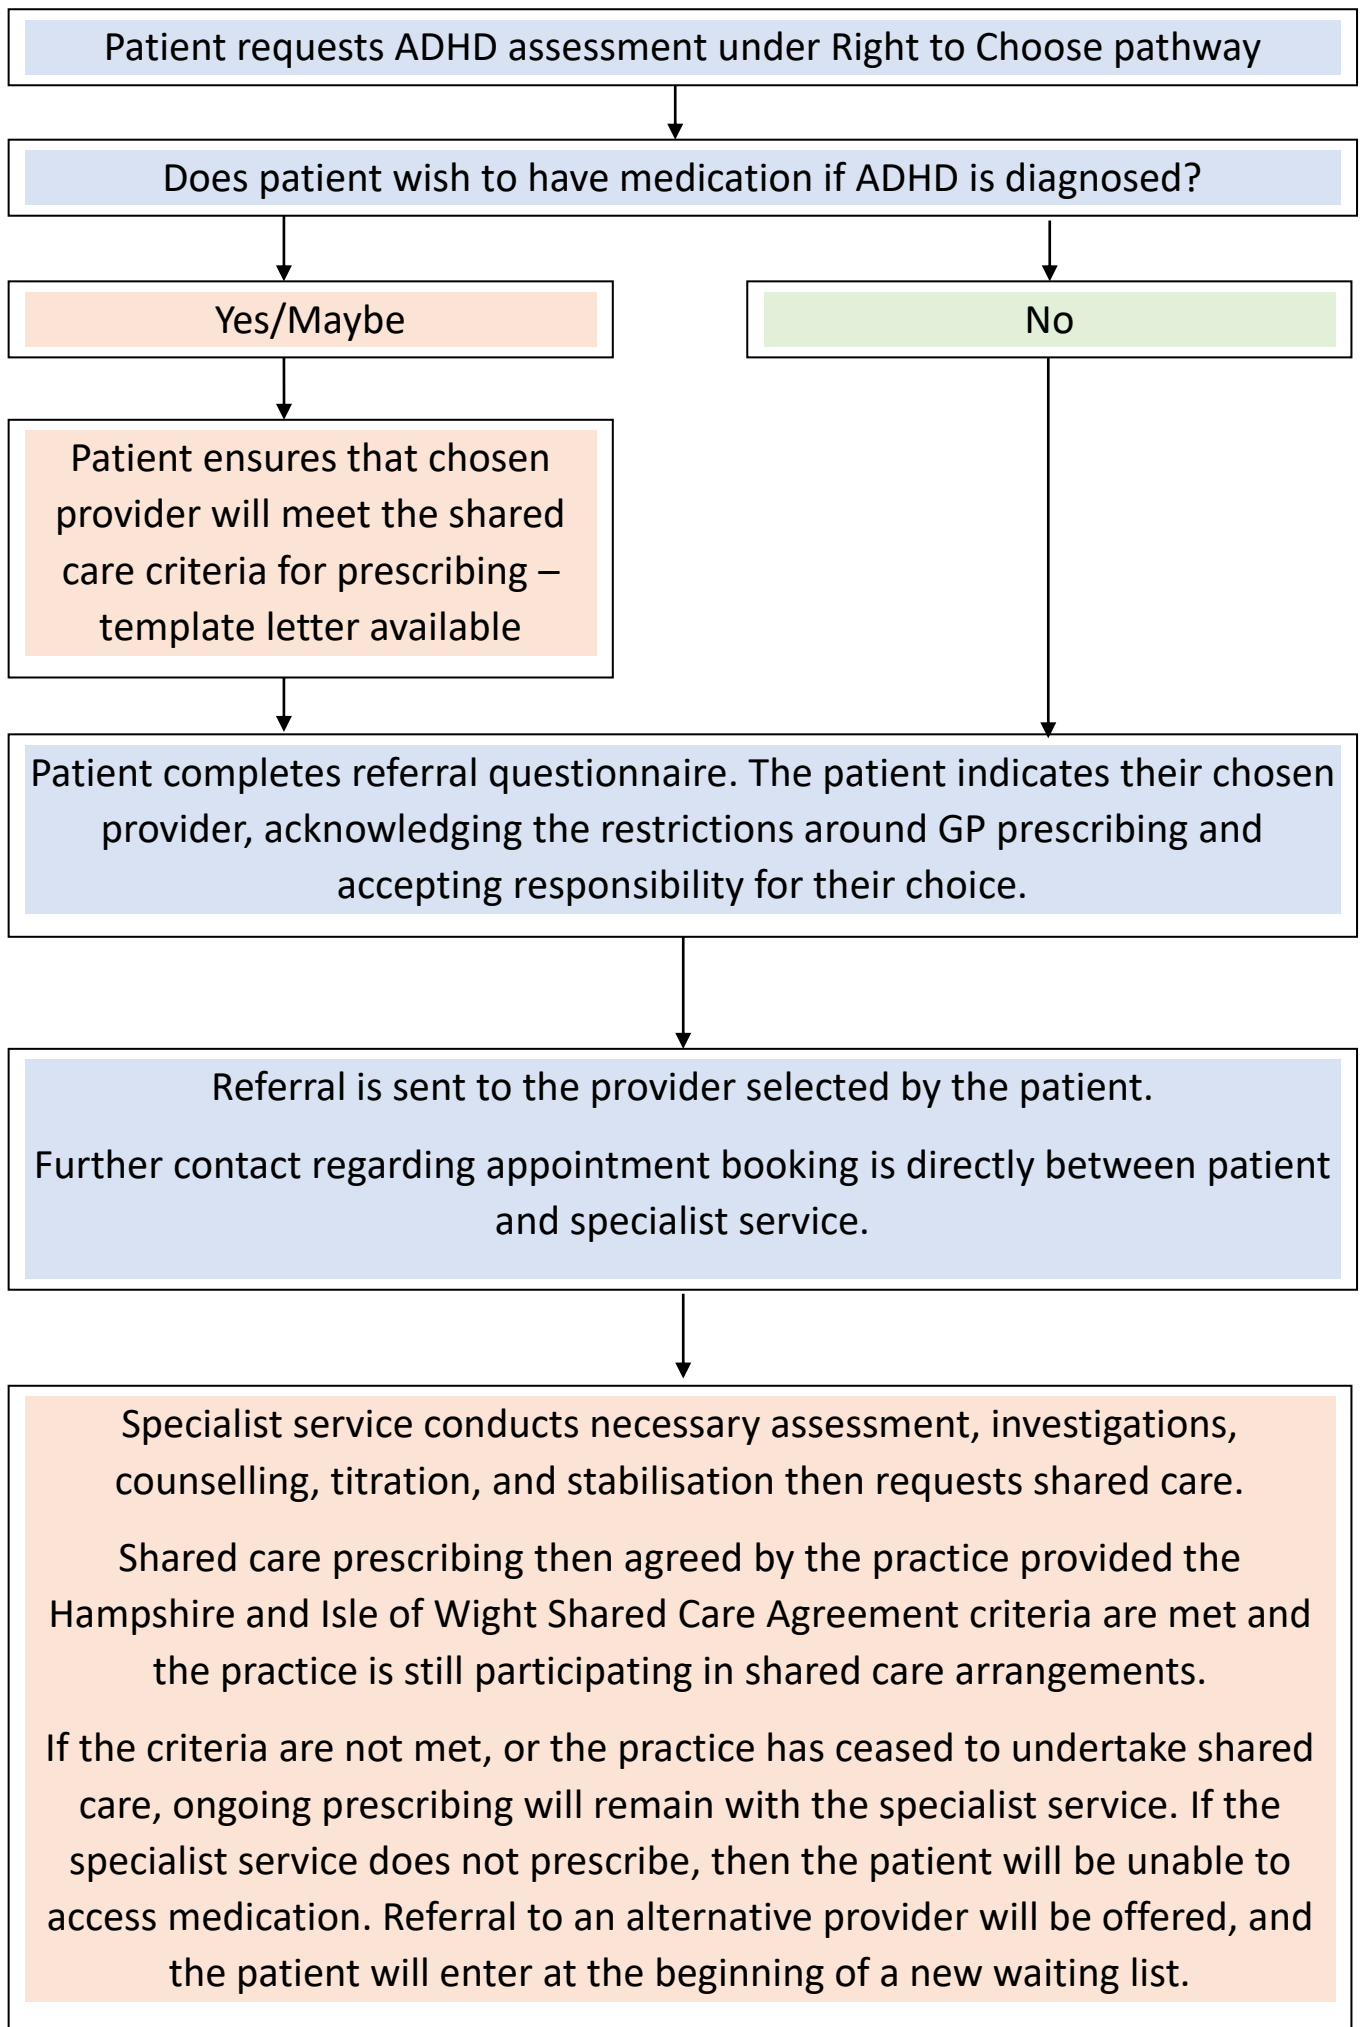 Patient requests ADHD assessment under Right to Choose pathway
Does patient wish to have medication if ADHD is diagnosed?
Yes/Maybe
No
Patient ensures that chosen
provider will meet the shared
care criteria for prescribing –
template letter available
Patient completes referral questionnaire. The patient indicates their chosen
provider, acknowledging the restrictions around GP prescribing and
accepting responsibility for their choice.
Referral is sent to the provider selected by the patient.
Further contact regarding appointment booking is directly between patient
and specialist service.
Specialist service conducts necessary assessment, investigations,
counselling, titration, and stabilisation then requests shared care.
Shared care prescribing then agreed by the practice provided the
Hampshire and Isle of Wight Shared Care Agreement criteria are met and
the practice is still participating in shared care arrangements.
If the criteria are not met, or the practice has ceased to undertake shared
care, ongoing prescribing will remain with the specialist service. If the
specialist service does not prescribe, then the patient will be unable to
access medication. Referral to an alternative provider will be offered, and
the patient will enter at the beginning of a new waiting list.